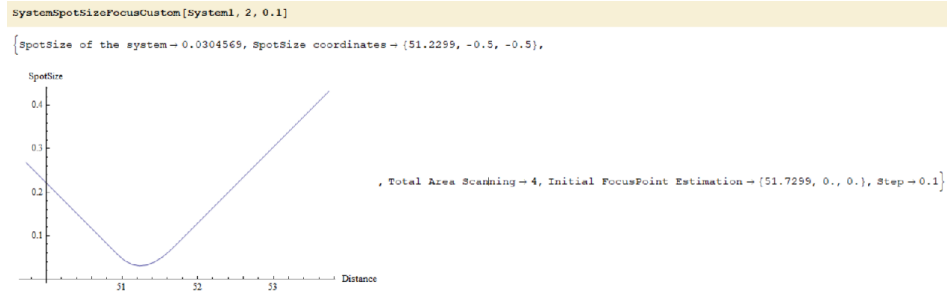 SystemSpotSizeFocusCustom[System1, 2, 0.1]
{SpotSize of the system → 0.0304569, SpotSize coordinates → {51.2299, -0.5, -0.5},
SpotSize
0.4
0.3
0.2
0.1
51 52 53
Distance
, Total Area Scanning → 4, Initial FocusPoint Estimation → {51.7299, 0., 0.}, Step → 0.1}